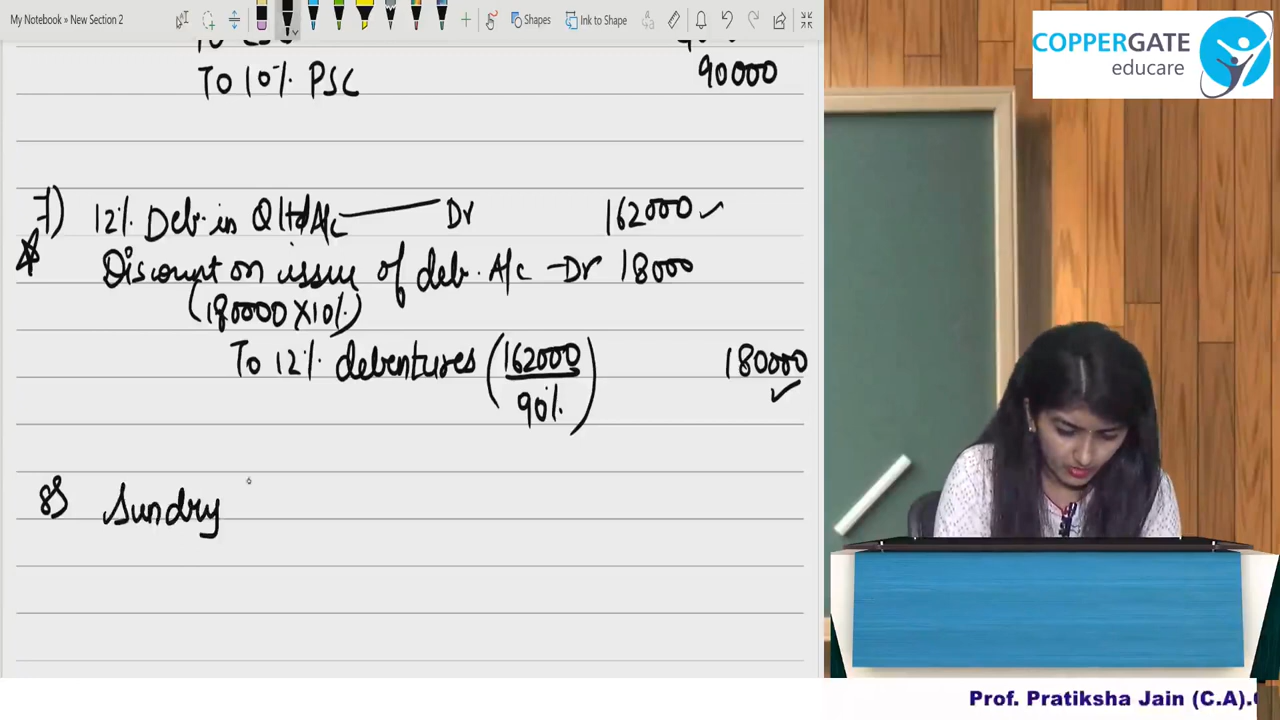 My Notebook » New Section 2
Shapes
Ink to Shape
COPPERGATE
educare
To 10% PSC 90000
7) 12% Deb. in Q Ltd A/c Dr 162000
Discount on issue of deb. A/c - Dr 18000
(180000 X 10%)
To 12% debentures (162000 180000
90%)
8) Sundry
Prof. Pratiksha Jain (C.A).